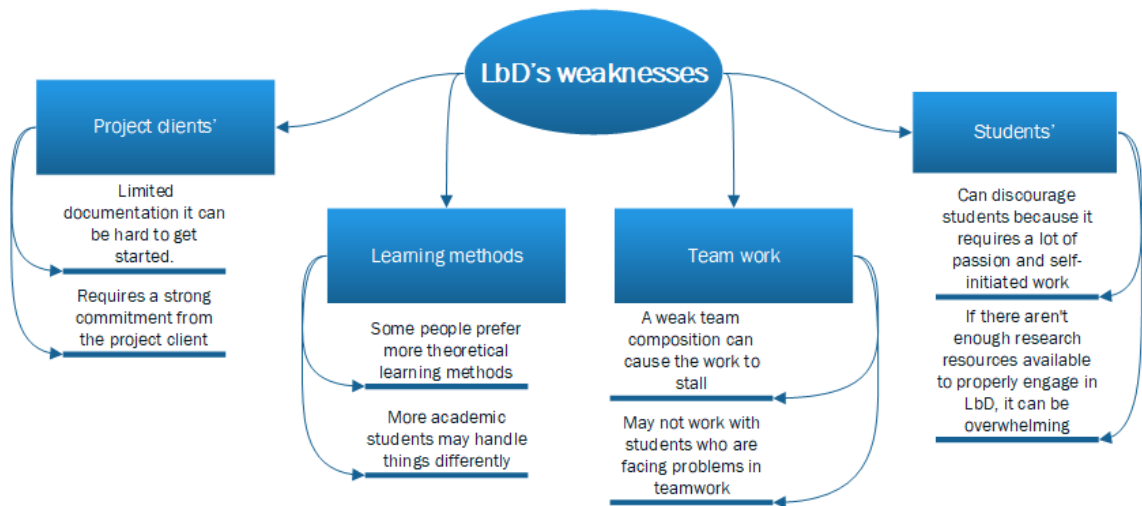 LbD's weaknesses
Project clients'
Limited
documentation it can
be hard to get
started.
Requires a strong
commitment from
the project client
Learning methods
Some people prefer
more theoretical
learning methods
More academic
students may handle
things differently
Team work
A weak team
composition can
cause the work to
stall
May not work with
students who are
facing problems in
teamwork
Students'
Can discourage
students because it
requires a lot of
passion and self-
initiated work
If there aren't
enough research
resources available
to properly engage in
LbD, it can be
overwhelming